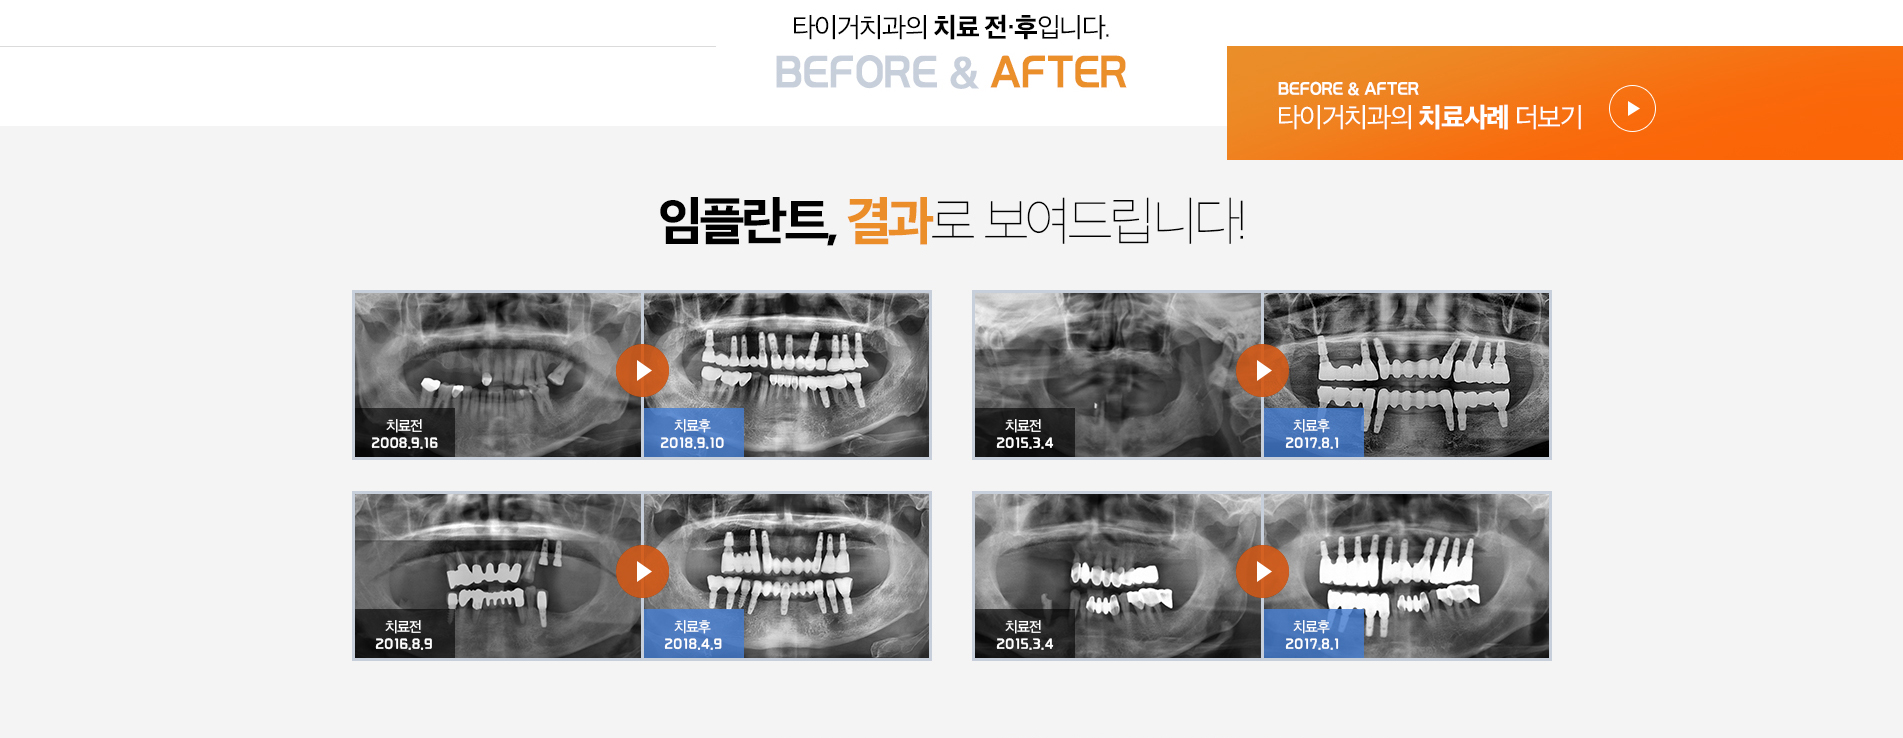 타이거치과의 치료 전·후입니다.
BEFORE & AFTER
BEFORE & AFTER
타이거치과의 치료사례 더보기
임플란트, 결과로 보여드립니다!
치료전
2008.9.16
치료후
2018.9.10
치료전
2015.3.4
치료후
2017.8.1
치료전
2016.8.9
치료후
2018.4.9
치료전
2015.3.4
치료후
2017.8.1